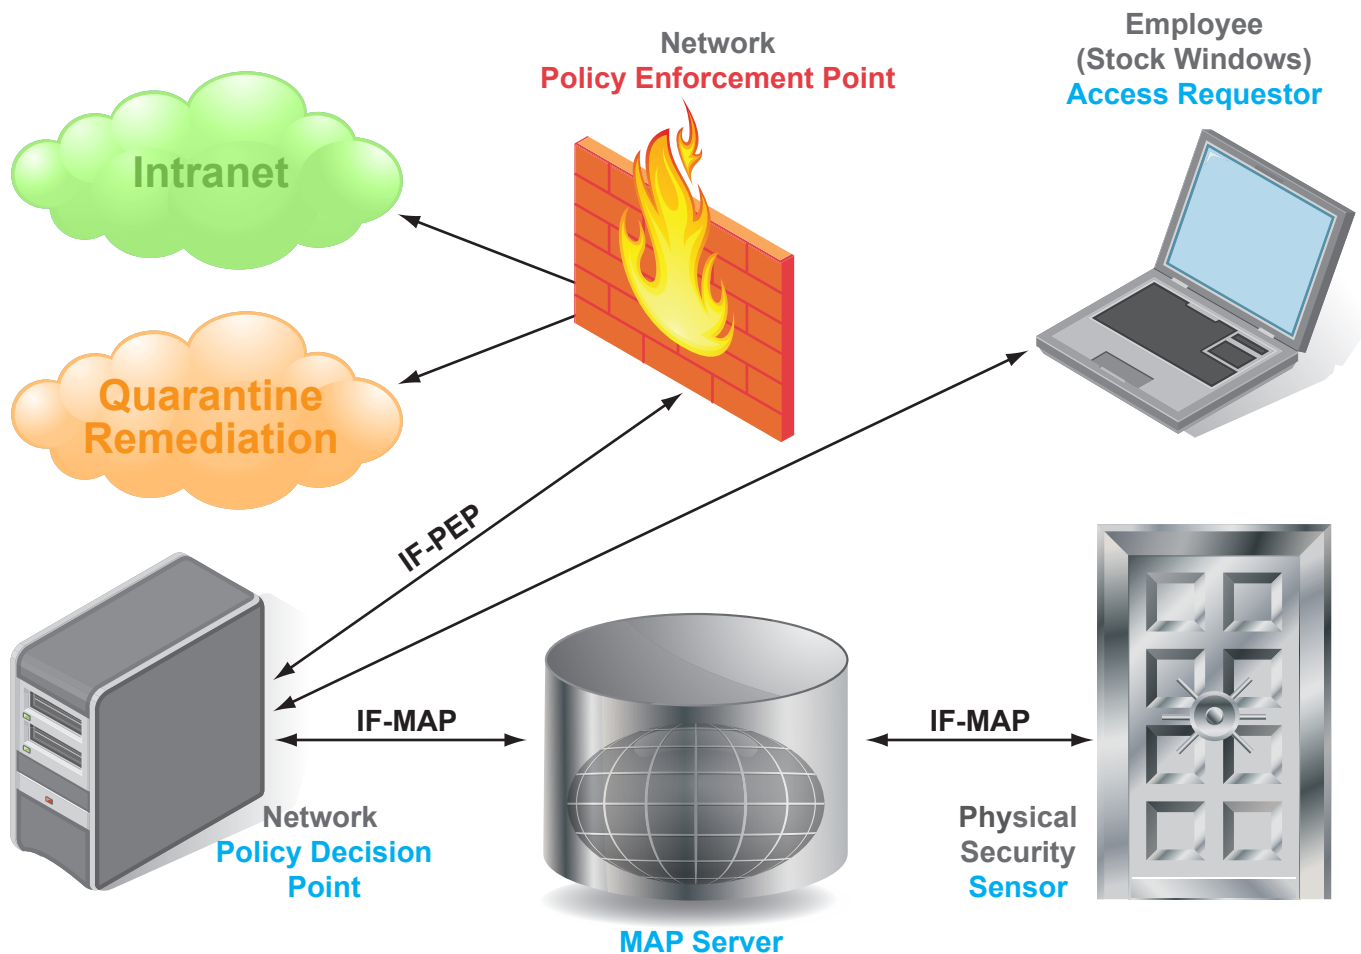 Network
Policy Enforcement Point
Employee
(Stock Windows)
Access Requestor
Intranet
Quarantine
Remediation
IF-PEP
IF-MAP
IF-MAP
Network
Policy Decision
Point
MAP Server
Physical
Security
Sensor